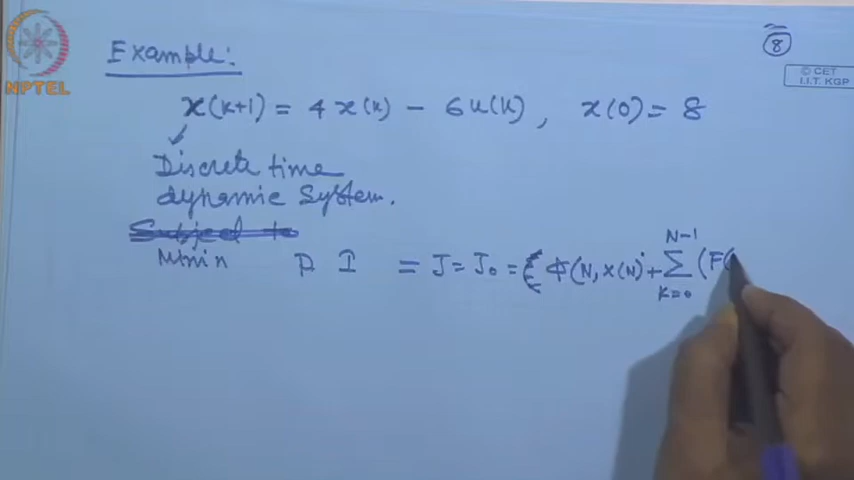 8
© CET
I.I.T. KGP
NPTEL
Example:
x(k+1) = 4 x(k) - 6 u(k), x(0) = 8
Discrete time
dynamic System.
Subject to
Min P I = J = J₀ = Φ(N, x(N) + Σ (F(
N-1
k=0